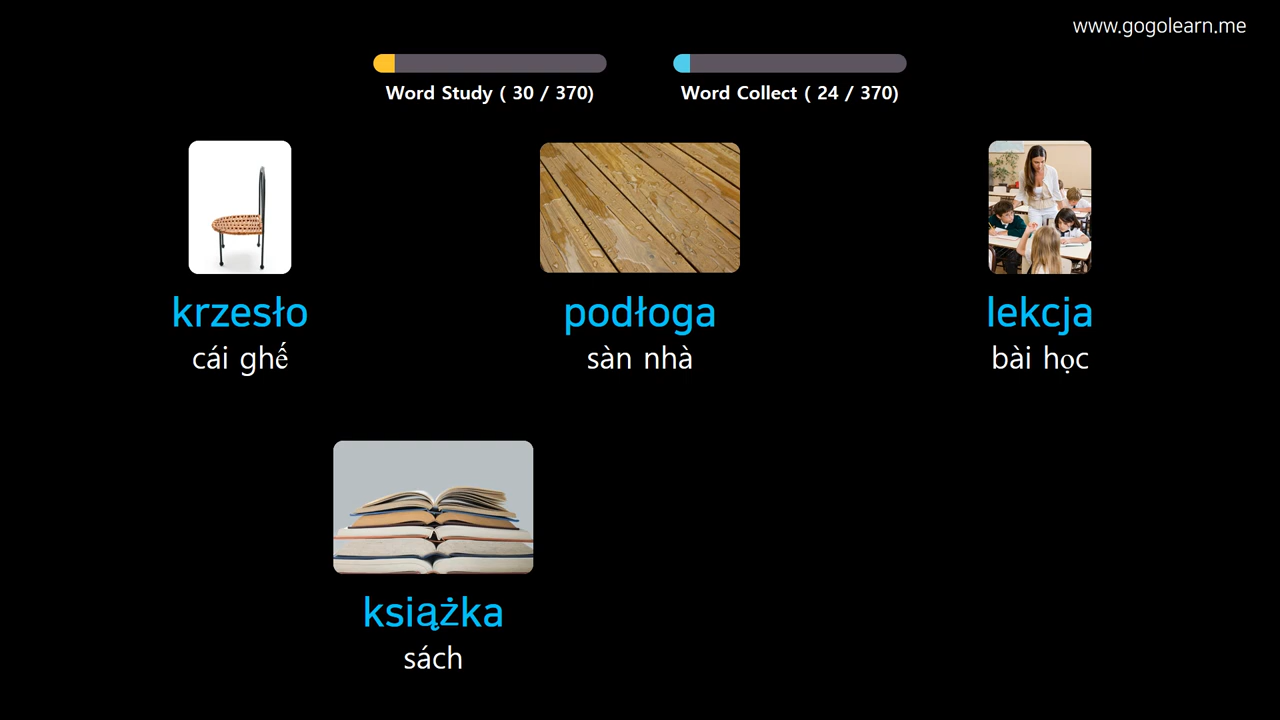 www.gogolearn.me
Word Study ( 30 / 370)
Word Collect ( 24 / 370)
krzesło
cái ghế
podłoga
sàn nhà
lekcja
bài học
książka
sách